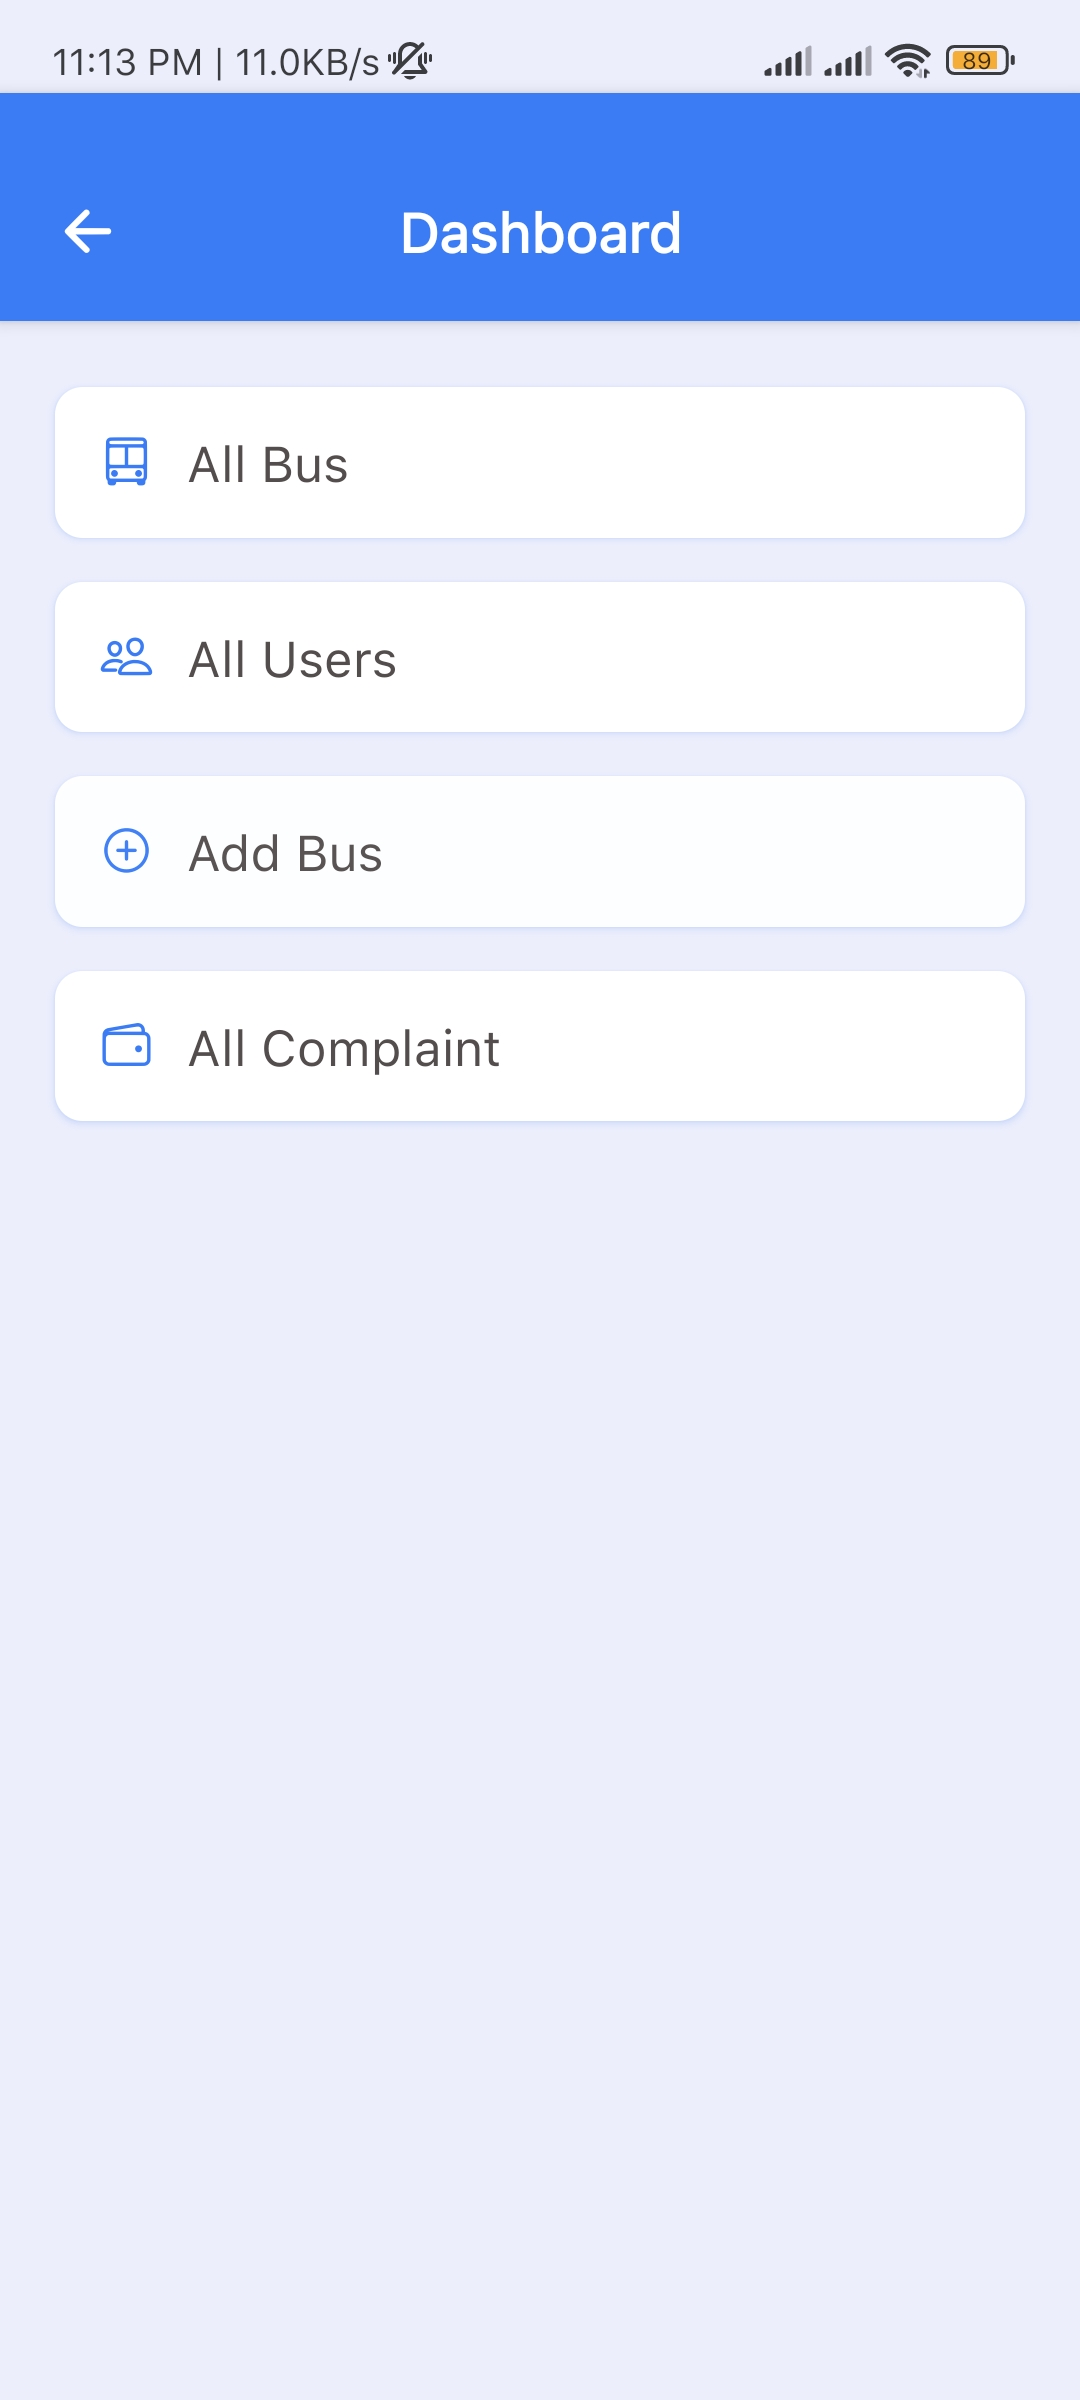 11:13 PM | 11.0KB/s
89
Dashboard
All Bus
All Users
Add Bus
All Complaint